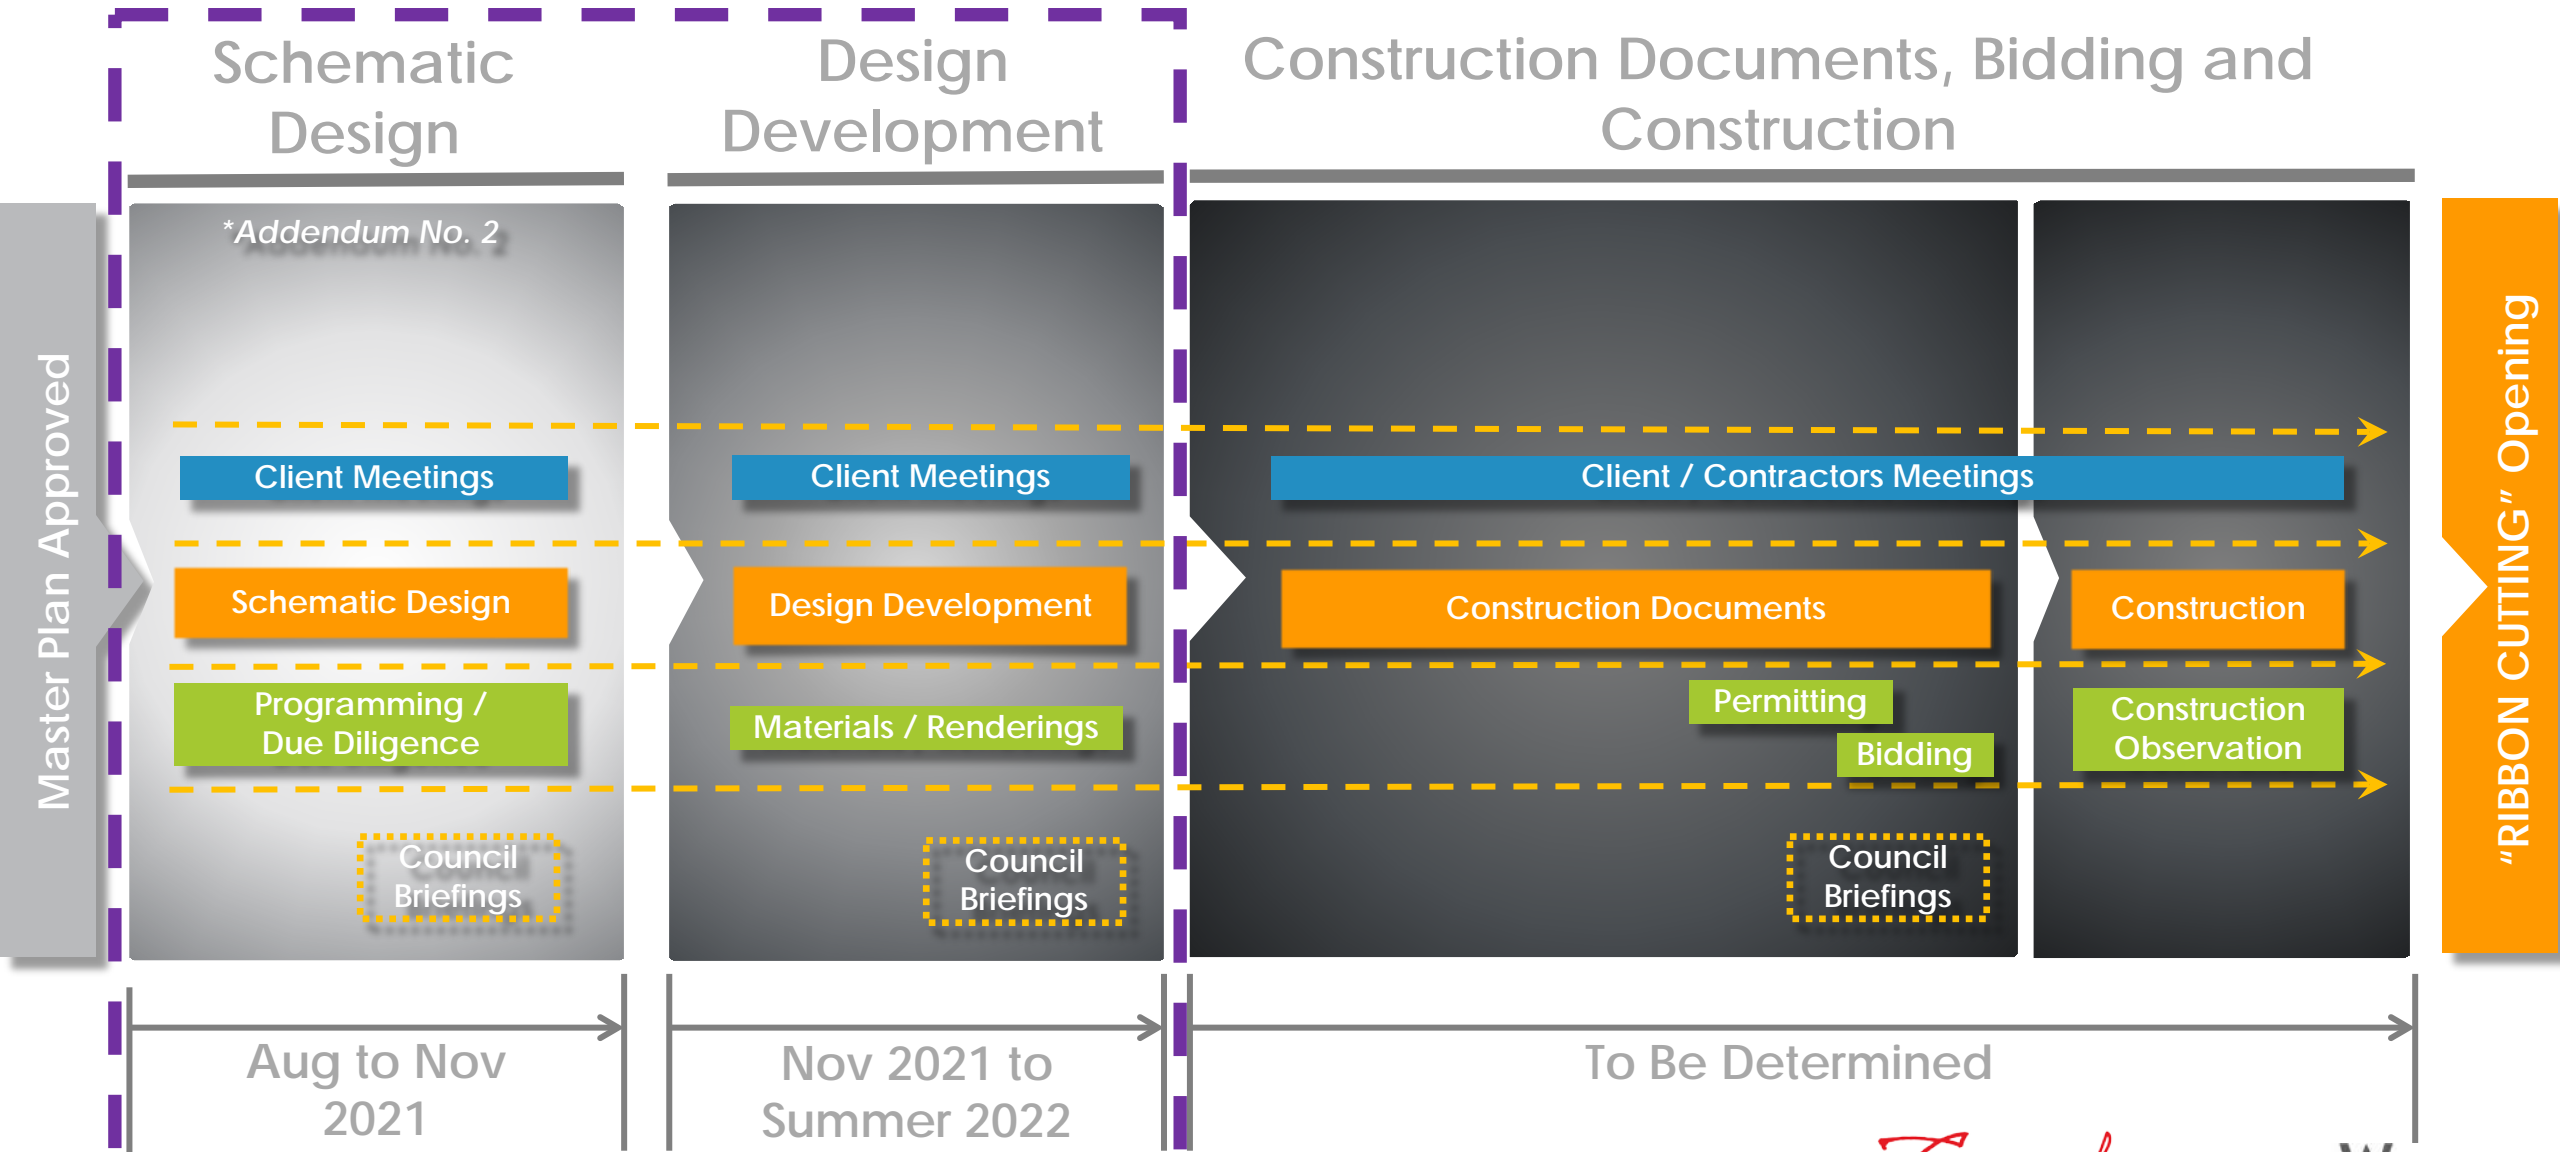 Schematic
Design
Design
Development
Construction Documents, Bidding and
Construction
Master Plan Approved
*Addendum No. 2
Client Meetings
Client Meetings
Client / Contractors Meetings
Schematic Design
Design Development
Construction Documents
Construction
Programming /
Due Diligence
Materials / Renderings
Permitting
Bidding
Construction
Observation
Council
Briefings
Council
Briefings
Council
Briefings
"RIBBON CUTTING" Opening
Aug to Nov
2021
Nov 2021 to
Summer 2022
To Be Determined